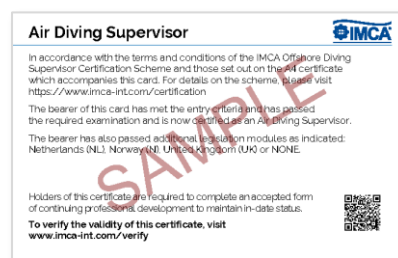 Air Diving Supervisor
IMCA
In accordance with the terms and conditions of the IMCA Offshore Diving
Supervisor Certification Scheme and those set out on the A4 certificate
which accompanies this card. For details on the scheme, please visit
https://www.imca-int.com/certification
The bearer of this card has met the entry criteria and has passed
the required examination and is now certified as an Air Diving Supervisor.
The bearer has also passed additional legislation modules as indicated:
Netherlands (NL), Norway (N), United Kingdom (UK) or NONE.
SAMPLE
Holders of this certificate are required to complete an accepted form
of continuing professional development to maintain in-date status.
To verify the validity of this certificate, visit
www.imca-int.com/verify